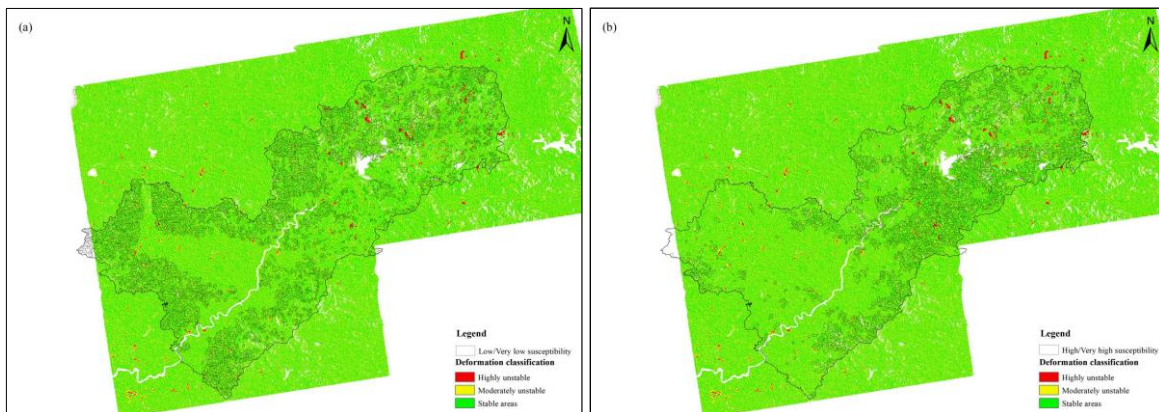 (a)
N
Legend
Low/Very low susceptibility
Deformation classification
Highly unstable
Moderately unstable
Stable areas
(b)
N
Legend
High/Very high susceptibility
Deformation classification
Highly unstable
Moderately unstable
Stable areas